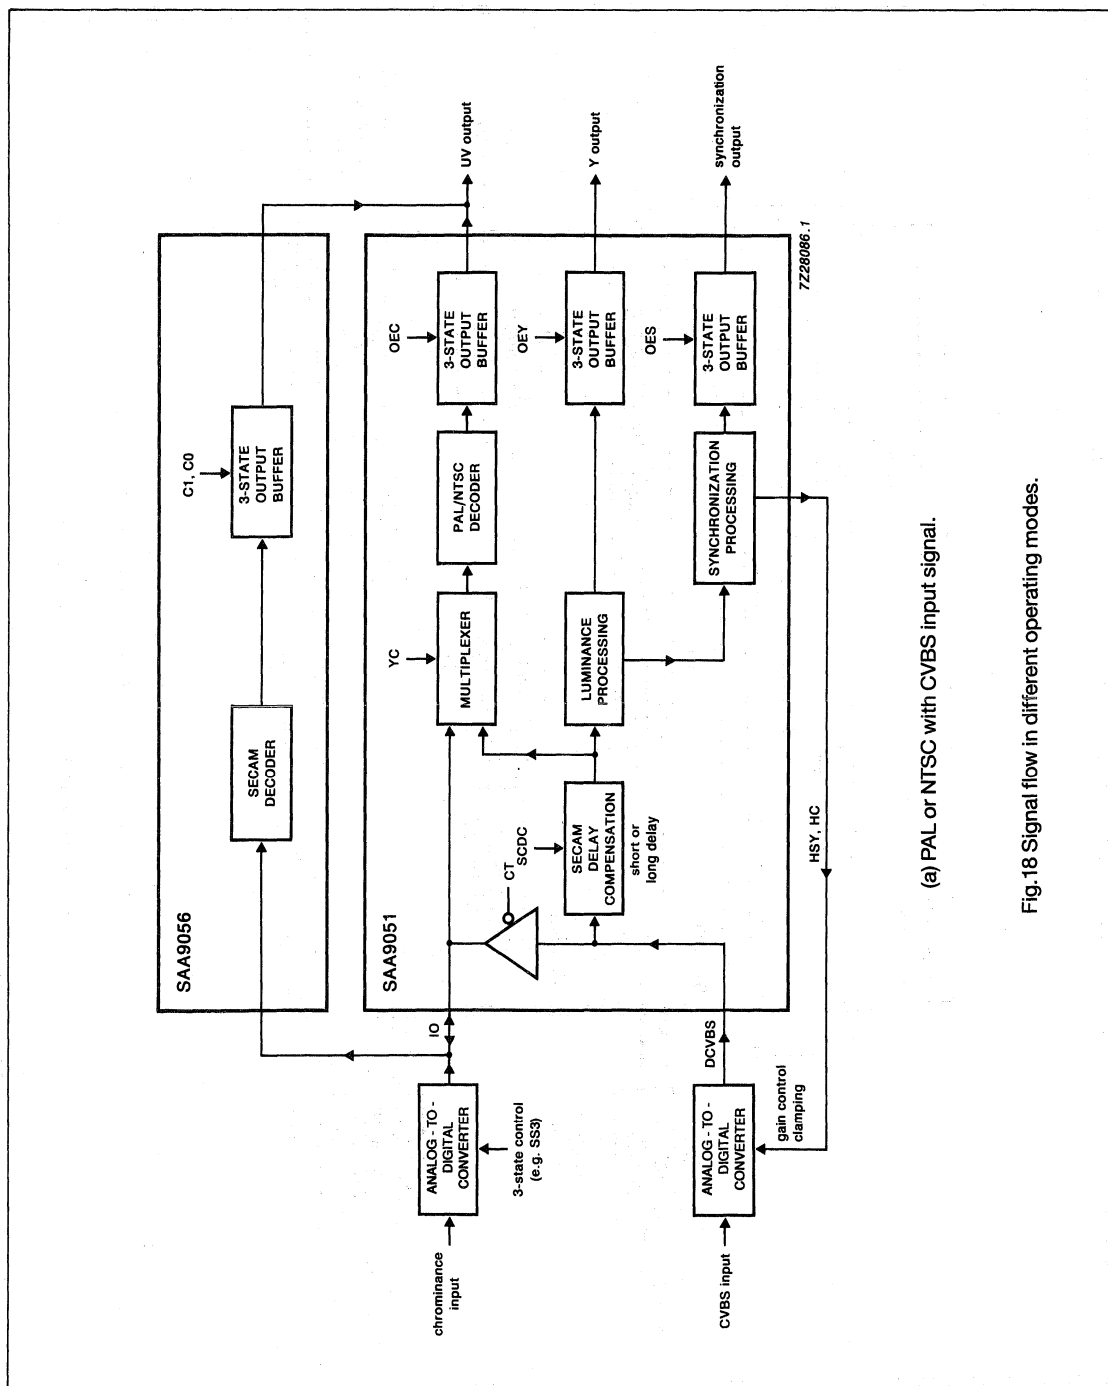 SAA9056
SECAM
DECODER
C1, C0
3-STATE
OUTPUT
BUFFER
SAA9051
chrominance
input
ANALOG - TO -
DIGITAL
CONVERTER
3-state control
(e.g. SS3)
IO
YC
MULTIPLEXER
PAL/NTSC
DECODER
OEC
3-STATE
OUTPUT
BUFFER
UV output
CT
SCDC
SECAM
DELAY
COMPENSATION
short or
long delay
LUMINANCE
PROCESSING
OEY
3-STATE
OUTPUT
BUFFER
Y output
CVBS input
ANALOG - TO -
DIGITAL
CONVERTER
DCVBS
gain control
clamping
SYNCHRONIZATION
PROCESSING
OES
3-STATE
OUTPUT
BUFFER
synchronization
output
HSY, HC
7Z28086.1
(a) PAL or NTSC with CVBS input signal.
Fig.18 Signal flow in different operating modes.